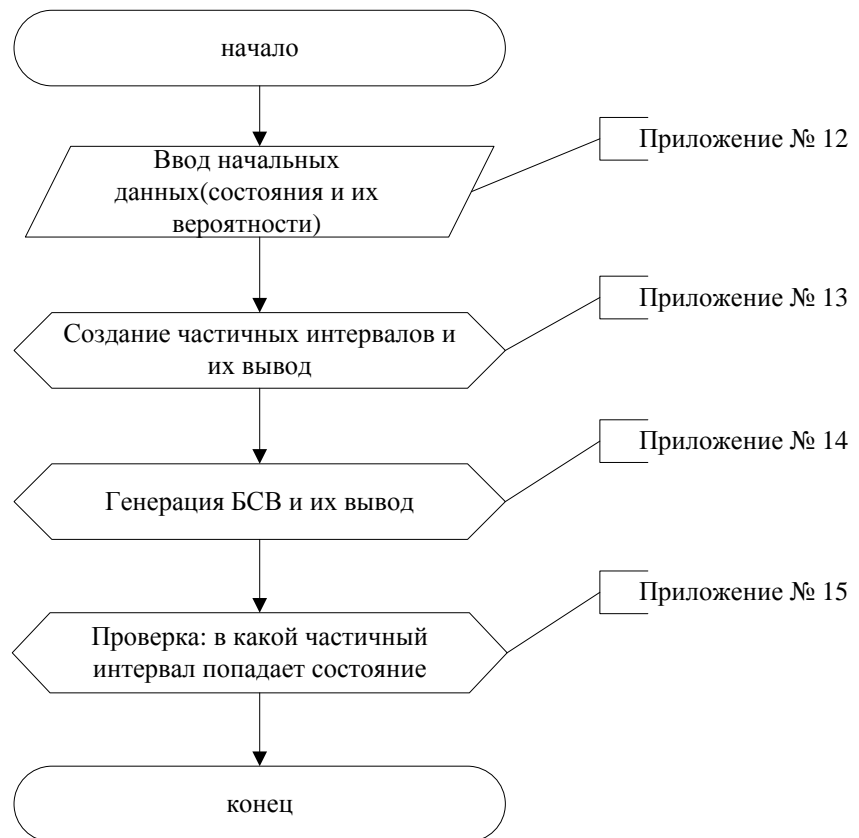 начало
Приложение № 12
Ввод начальных
данных(состояния и их
вероятности)
Приложение № 13
Создание частичных интервалов и
их вывод
Приложение № 14
Генерация БСВ и их вывод
Приложение № 15
Проверка: в какой частичный
интервал попадает состояние
конец